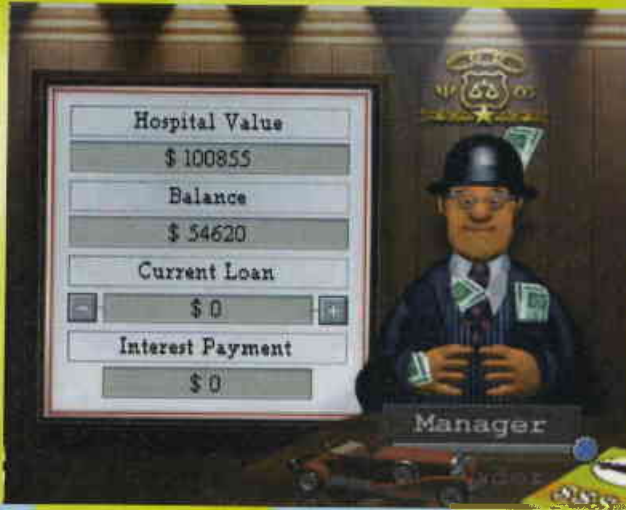 Hospital Value
$ 100855
Balance
$ 54620
Current Loan
- $ 0 +
Interest Payment
$ 0
Manager